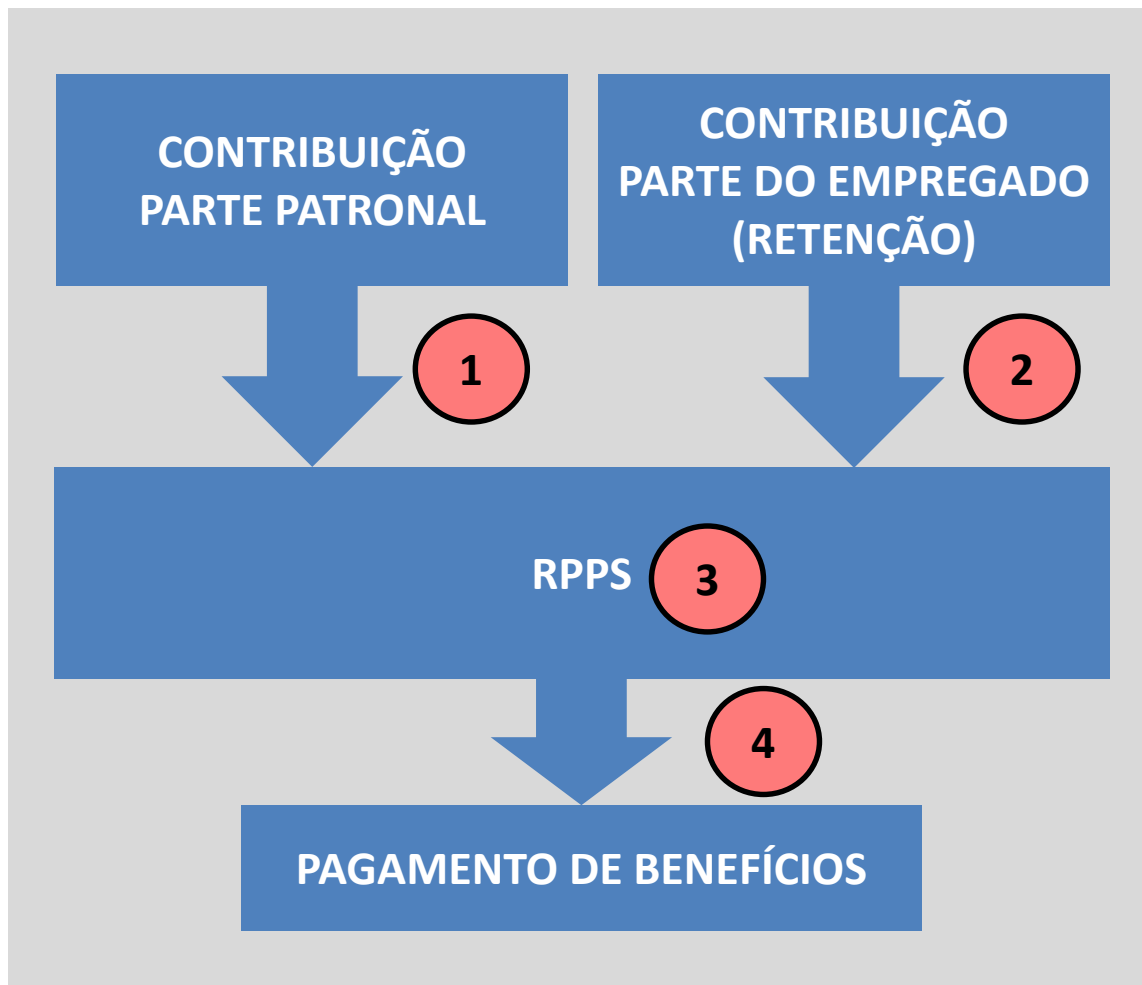 CONTRIBUIÇÃO
PARTE PATRONAL
CONTRIBUIÇÃO
PARTE DO EMPREGADO
(RETENÇÃO)
1
2
RPPS
3
4
PAGAMENTO DE BENEFÍCIOS